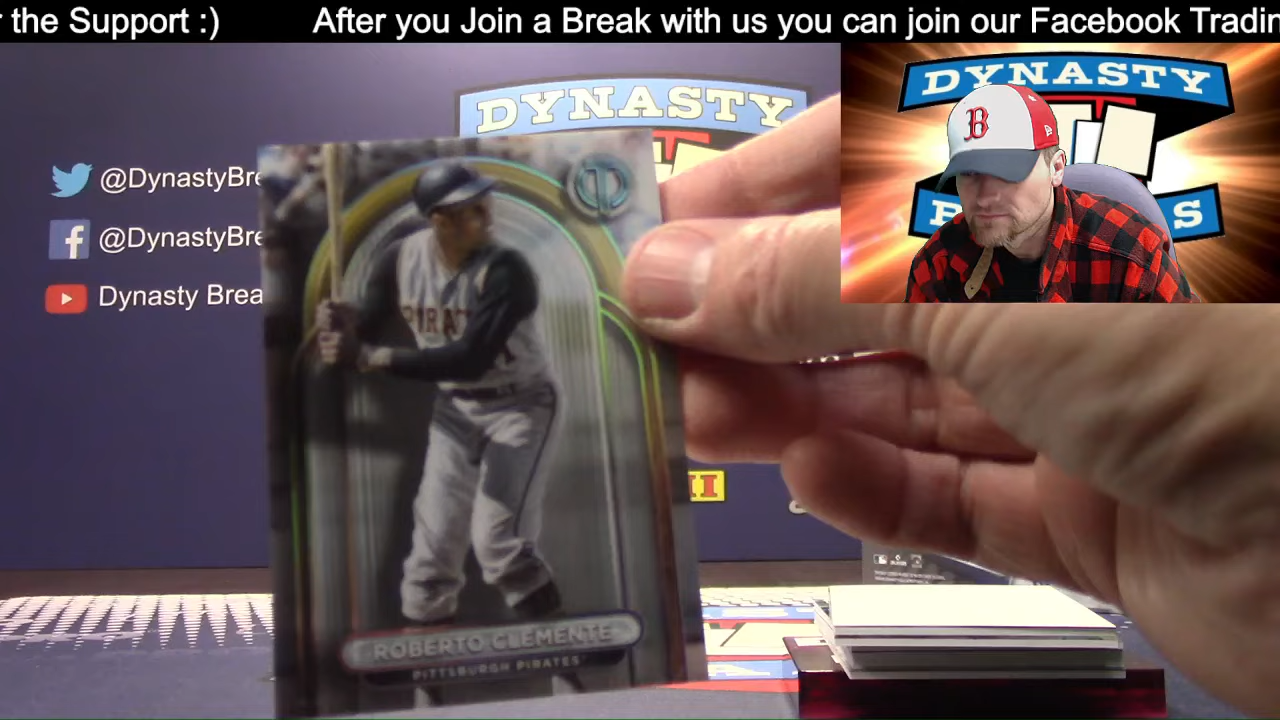 r the Support :) After you Join a Break with us you can join our Facebook Tradin
DYNASTY
DYNASTY
B
@DynastyBre
@DynastyBre
Dynasty Brea
PIRAT
B S
ROBERTO CLEMENTE
PITTSBURGH PIRATES